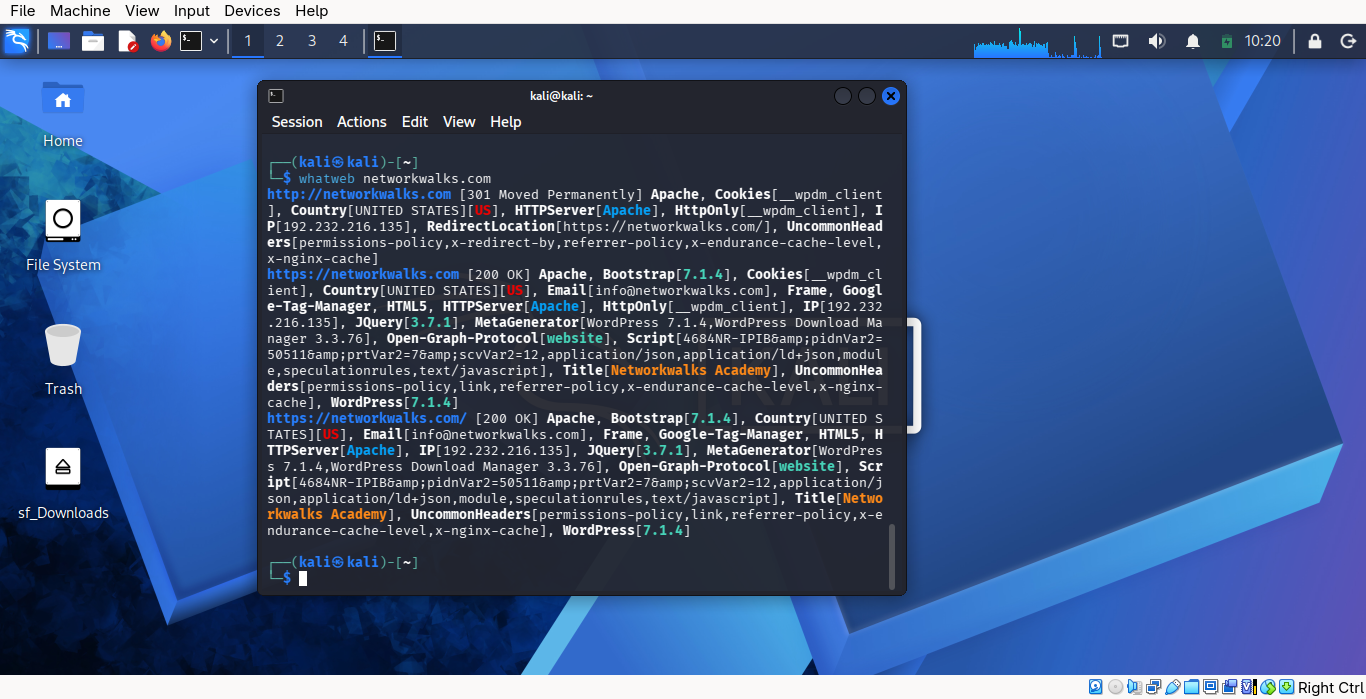 File Machine View Input Devices Help
1 2 3 4 10:20
kali@kali: ~
Session Actions Edit View Help
Home
File System
Trash
sf_Downloads
┌──(kali㉿kali)-[~]
└─$ whatweb networkwalks.com
http://networkwalks.com [301 Moved Permanently] Apache, Cookies[__wpdm_client
], Country[UNITED STATES][US], HTTPServer[Apache], HttpOnly[__wpdm_client], I
P[192.232.216.135], RedirectLocation[https://networkwalks.com/], UncommonHead
ers[permissions-policy,x-redirect-by,referrer-policy,x-endurance-cache-level,
x-nginx-cache]
https://networkwalks.com [200 OK] Apache, Bootstrap[7.1.4], Cookies[__wpdm_cl
ient], Country[UNITED STATES][US], Email[info@networkwalks.com], Frame, Googl
e-Tag-Manager, HTML5, HTTPServer[Apache], HttpOnly[__wpdm_client], IP[192.232
.216.135], JQuery[3.7.1], MetaGenerator[WordPress 7.1.4,WordPress Download Ma
nager 3.3.76], Open-Graph-Protocol[website], Script[4684NR-IPIB&amp;pidnVar2=
50511&amp;prtVar2=7&amp;scvVar2=12,application/json,application/ld+json,modul
e,speculationrules,text/javascript], Title[Networkwalks Academy], UncommonHea
ders[permissions-policy,link,referrer-policy,x-endurance-cache-level,x-nginx-
cache], WordPress[7.1.4]
https://networkwalks.com/ [200 OK] Apache, Bootstrap[7.1.4], Country[UNITED S
TATES][US], Email[info@networkwalks.com], Frame, Google-Tag-Manager, HTML5, H
TTPServer[Apache], IP[192.232.216.135], JQuery[3.7.1], MetaGenerator[WordPres
s 7.1.4,WordPress Download Manager 3.3.76], Open-Graph-Protocol[website], Scr
ipt[4684NR-IPIB&amp;pidnVar2=50511&amp;prtVar2=7&amp;scvVar2=12,application/j
son,application/ld+json,module,speculationrules,text/javascript], Title[Netwo
rkwalks Academy], UncommonHeaders[permissions-policy,link,referrer-policy,x-e
ndurance-cache-level,x-nginx-cache], WordPress[7.1.4]
┌──(kali㉿kali)-[~]
└─$
Right Ctrl